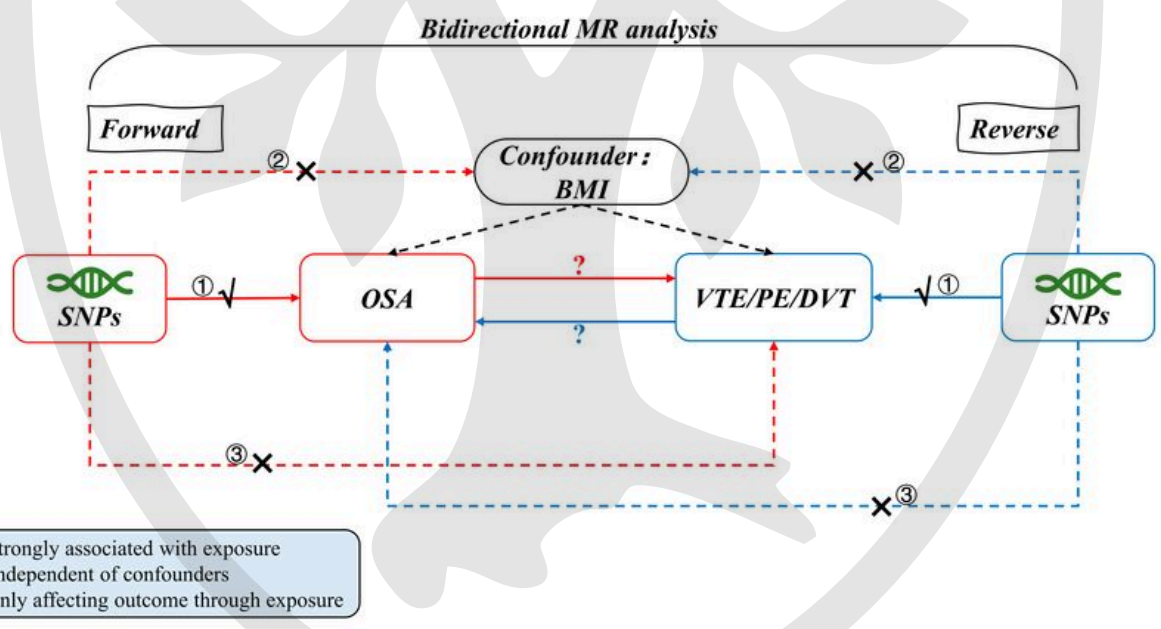 Bidirectional MR analysis
Forward
Reverse
② ×
Confounder:
BMI
× ②
SNPs
① √
OSA
?
?
VTE/PE/DVT
√ ①
SNPs
③ ×
× ③
trongly associated with exposure
ndependent of confounders
nly affecting outcome through exposure